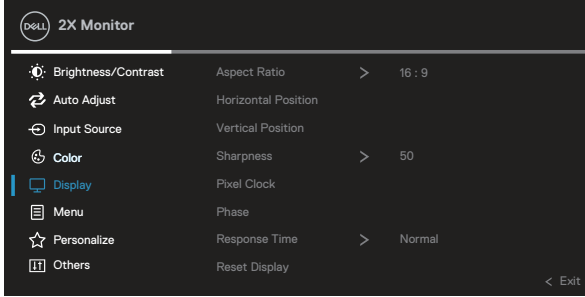 DELL 2X Monitor
Brightness/Contrast Aspect Ratio > 16 : 9
Auto Adjust Horizontal Position
Input Source Vertical Position
Color Sharpness > 50
Display Pixel Clock
Menu Phase
Personalize Response Time > Normal
Others Reset Display
< Exit